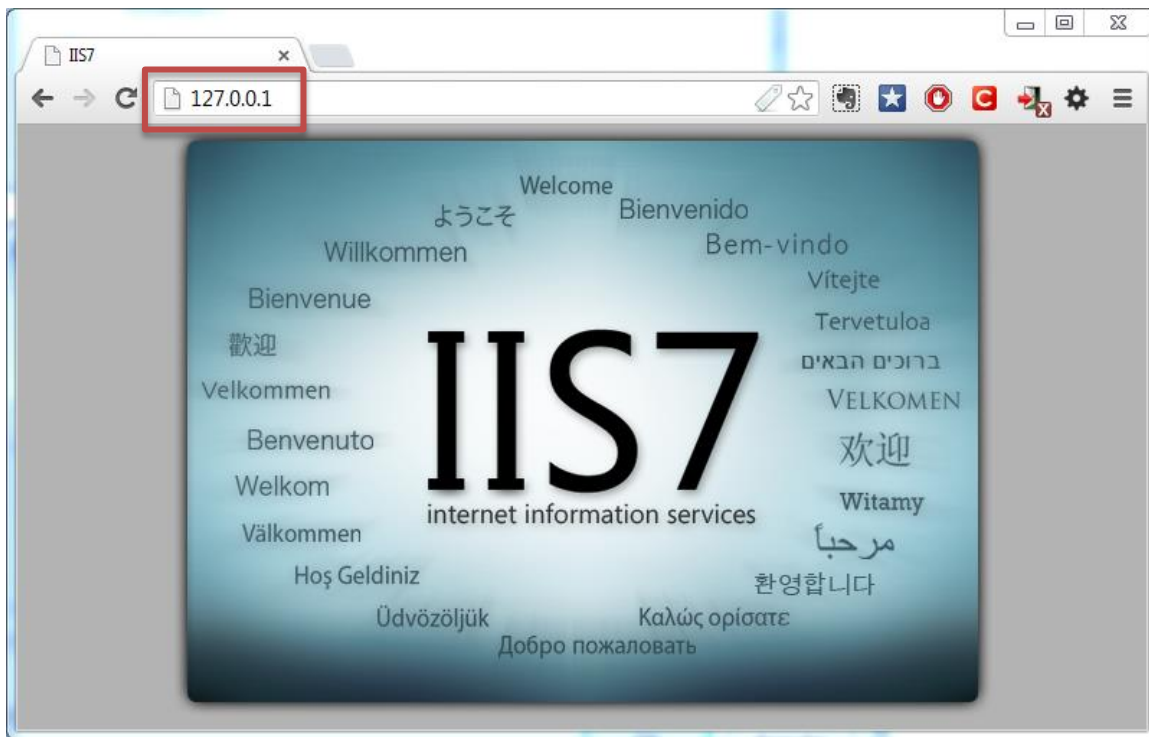 IIS7
127.0.0.1
Welcome
ようこそ
Bienvenido
Willkommen
Bem-vindo
Vítejte
Bienvenue
Tervetuloa
歡迎
ברוכים הבאים
Velkommen
VELKOMEN
Benvenuto
欢迎
Welkom
Witamy
Välkommen
مرحباً
Hoş Geldiniz
환영합니다
Üdvözöljük
Καλώς ορίσατε
Добро пожаловать
IIS7
internet information services